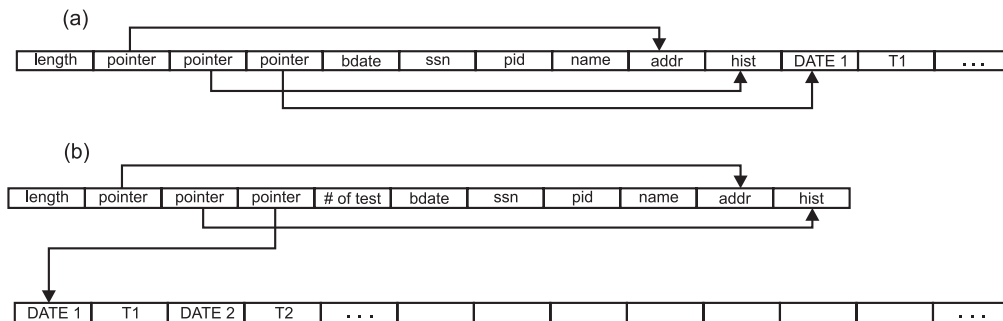 (a)
length pointer pointer pointer bdate ssn pid name addr hist DATE 1 T1 ...
(b)
length pointer pointer pointer # of test bdate ssn pid name addr hist
DATE 1 T1 DATE 2 T2 ... ...